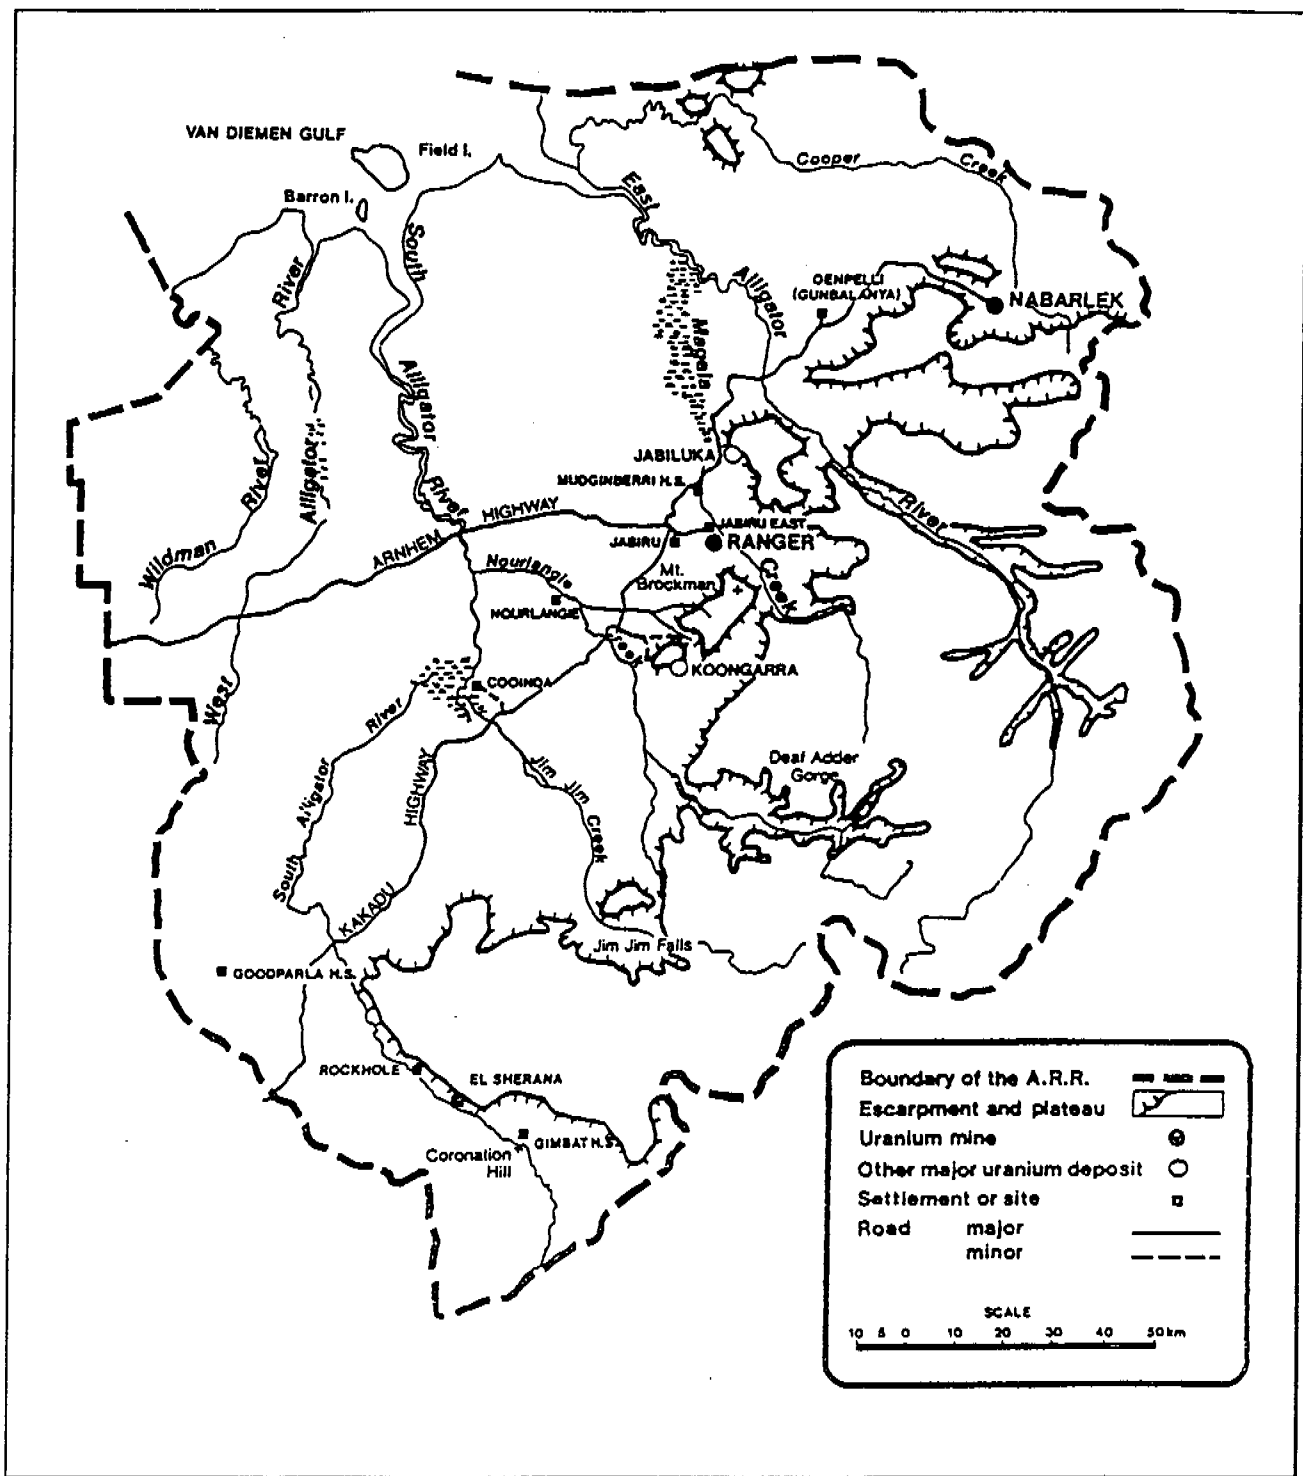 VAN DIEMEN GULF
Field I.
Barron I.
Cooper
Creek
East
Alligator
River
South
Alligator
River
River
Alligator
West
River
Wildman
OENPELLI
(GUNBALANYA)
NABARLEK
Magela
Creek
JABILUKA
MUDGINBERRI H.S.
HIGHWAY
ARNHEM
JABIRU EAST
JABIRU
RANGER
Mt.
Brockman
Nourlangie
NOURLANGIE
Creek
KOONGARRA
COOINDA
River
Alligator
South
HIGHWAY
KAKADU
Jim
Jim
Creek
Deaf Adder
Gorge
Jim Jim Falls
GOODPARLA H.S.
ROCKHOLE
EL SHERANA
GIMBAT H.S.
Coronation
Hill
Boundary of the A.R.R.
Escarpment and plateau
Uranium mine
Other major uranium deposit
Settlement or site
Road major
minor
SCALE
10 5 0 10 20 30 40 50km